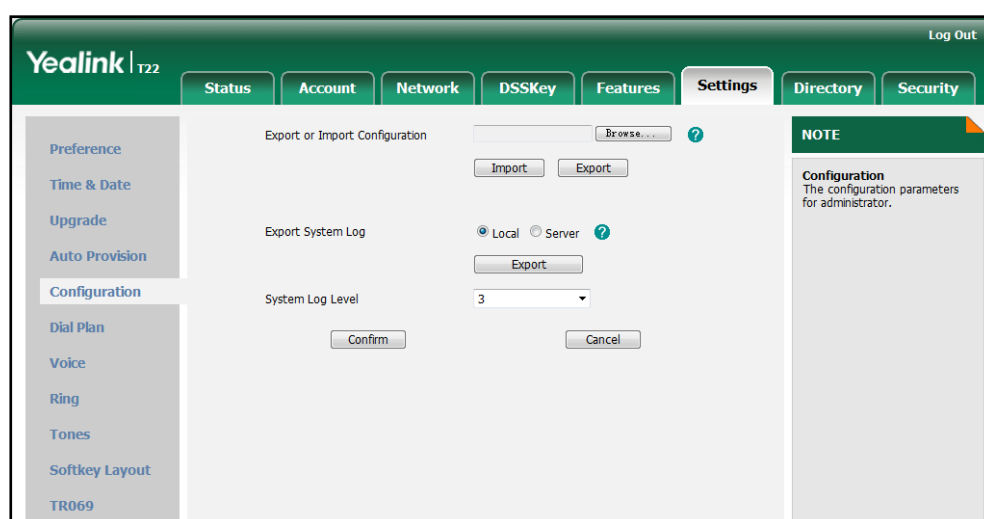 Log Out
Yealink T22
Status Account Network DSSKey Features Settings Directory Security
Preference
Time & Date
Upgrade
Auto Provision
Configuration
Dial Plan
Voice
Ring
Tones
Softkey Layout
TR069
Export or Import Configuration Browse... ?
Import Export
Export System Log Local Server ?
Export
System Log Level 3
Confirm Cancel
NOTE
Configuration
The configuration parameters
for administrator.